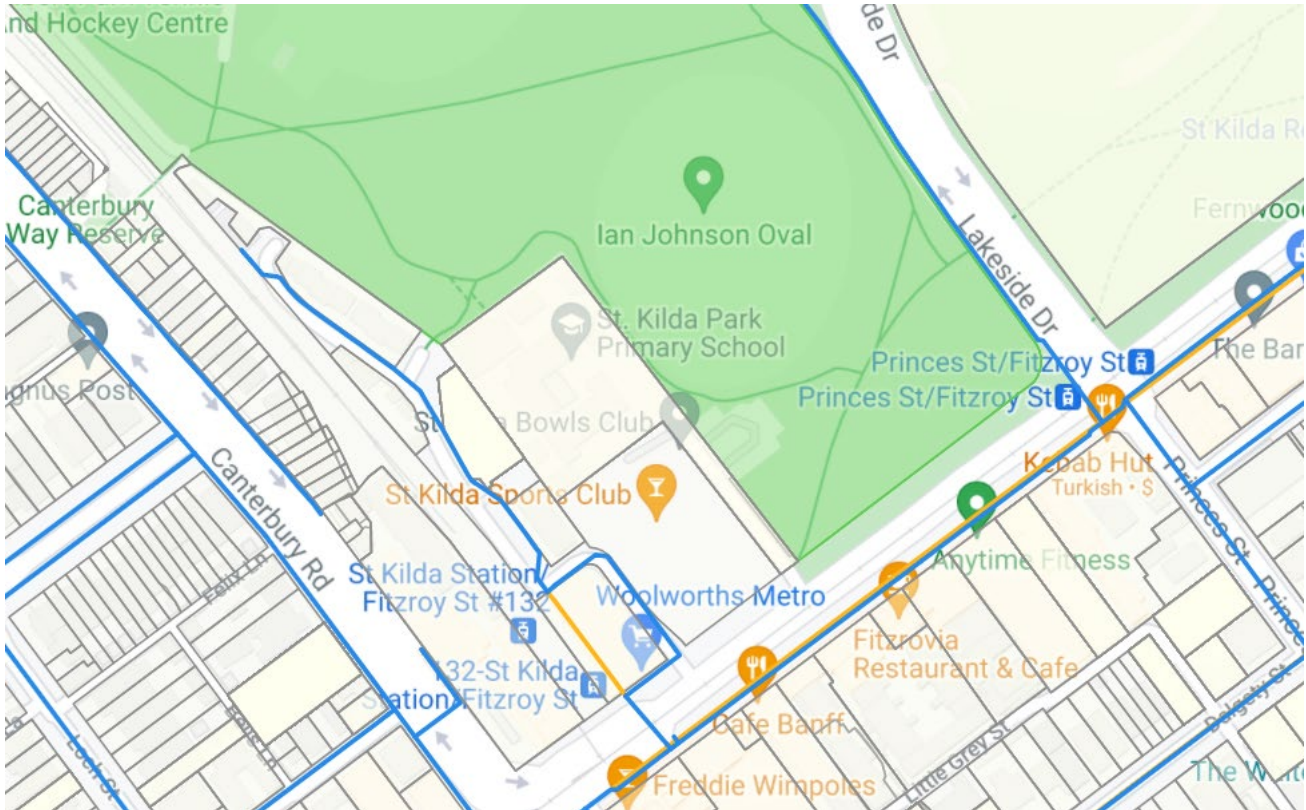 And Hockey Centre
de Dr
St Kilda
Canterbury
Way Reserve
Ian Johnson Oval
Lakeside Dr
Fernwood
St. Kilda Park
Primary School
Princes St/Fitzroy St
Princes St/Fitzroy St
The Bar
gnus Post
Bowls Club
Kebab Hut
Turkish • $
Canterbury Rd
St Kilda Sports Club
Princes St
Anytime Fitness
Felix Ln
St Kilda Station
Fitzroy St #132
Woolworths Metro
Princes
Fitzrovia
Restaurant & Cafe
132-St Kilda
Station/Fitzroy St
Cafe Banff
Dalgety St
Loch St
Little Grey St
Freddie Wimpoles
The W